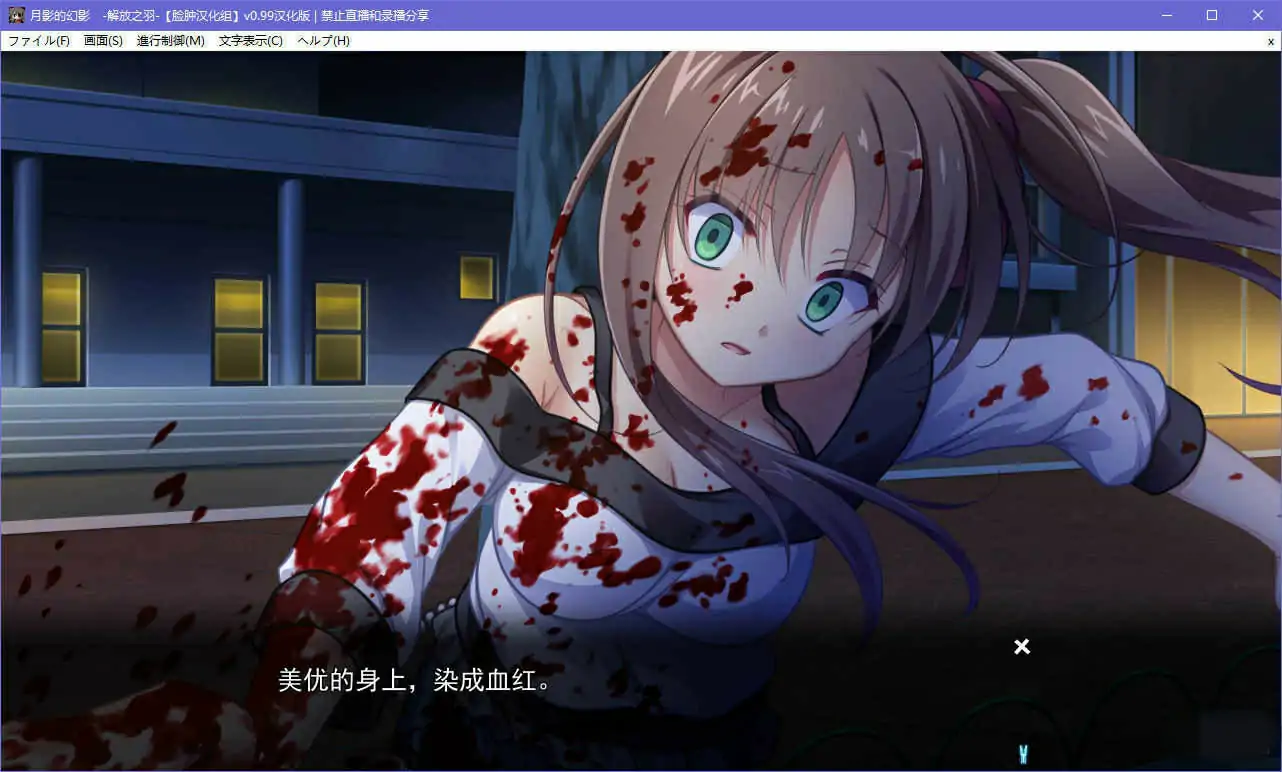 月影的幻影　-解放之羽-【脸肿汉化组】v0.99汉化版 | 禁止直播和录播分享
ファイル(F) 画面(S) 進行制御(M) 文字表示(C) ヘルプ(H) x
美优的身上，染成血红。